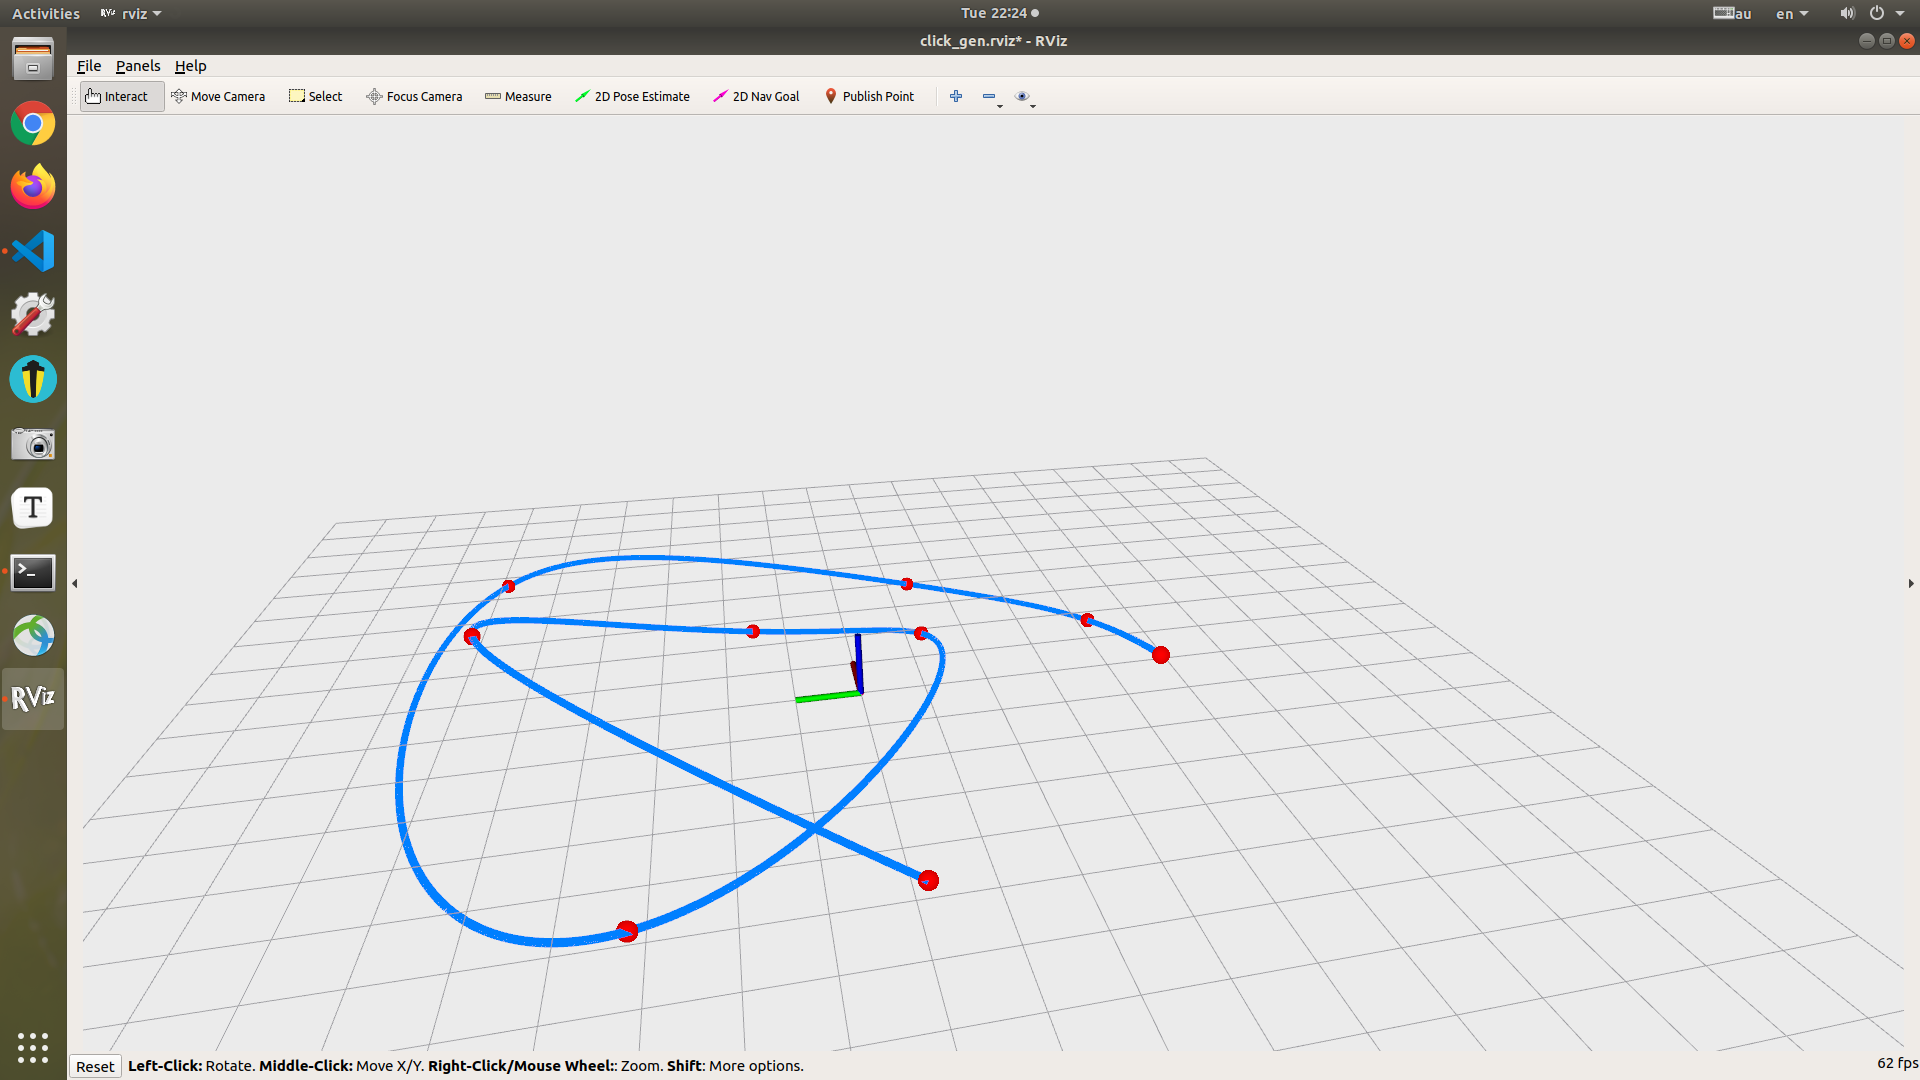 Activities RViz rviz Tue 22:24 au en
click_gen.rviz* - RViz
File Panels Help
Interact Move Camera Select Focus Camera Measure 2D Pose Estimate 2D Nav Goal Publish Point
T
>_
RViz
Reset Left-Click: Rotate. Middle-Click: Move X/Y. Right-Click/Mouse Wheel:: Zoom. Shift: More options. 62 fps